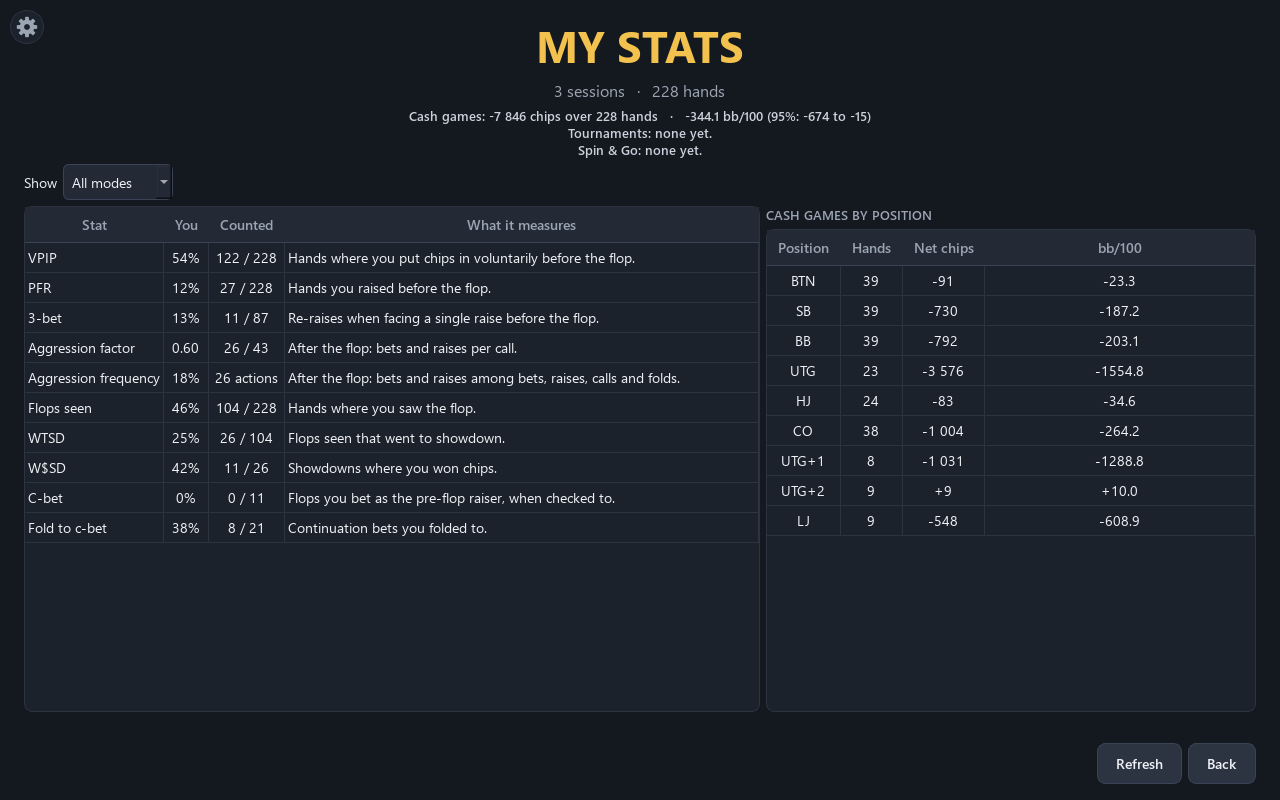 MY STATS
3 sessions · 228 hands
Cash games: -7 846 chips over 228 hands · -344.1 bb/100 (95%: -674 to -15)
Tournaments: none yet.
Spin & Go: none yet.
Show All modes
Stat You Counted What it measures
VPIP 54% 122 / 228 Hands where you put chips in voluntarily before the flop.
PFR 12% 27 / 228 Hands you raised before the flop.
3-bet 13% 11 / 87 Re-raises when facing a single raise before the flop.
Aggression factor 0.60 26 / 43 After the flop: bets and raises per call.
Aggression frequency 18% 26 actions After the flop: bets and raises among bets, raises, calls and folds.
Flops seen 46% 104 / 228 Hands where you saw the flop.
WTSD 25% 26 / 104 Flops seen that went to showdown.
W$SD 42% 11 / 26 Showdowns where you won chips.
C-bet 0% 0 / 11 Flops you bet as the pre-flop raiser, when checked to.
Fold to c-bet 38% 8 / 21 Continuation bets you folded to.
CASH GAMES BY POSITION
Position Hands Net chips bb/100
BTN 39 -91 -23.3
SB 39 -730 -187.2
BB 39 -792 -203.1
UTG 23 -3 576 -1554.8
HJ 24 -83 -34.6
CO 38 -1 004 -264.2
UTG+1 8 -1 031 -1288.8
UTG+2 9 +9 +10.0
LJ 9 -548 -608.9
Refresh Back